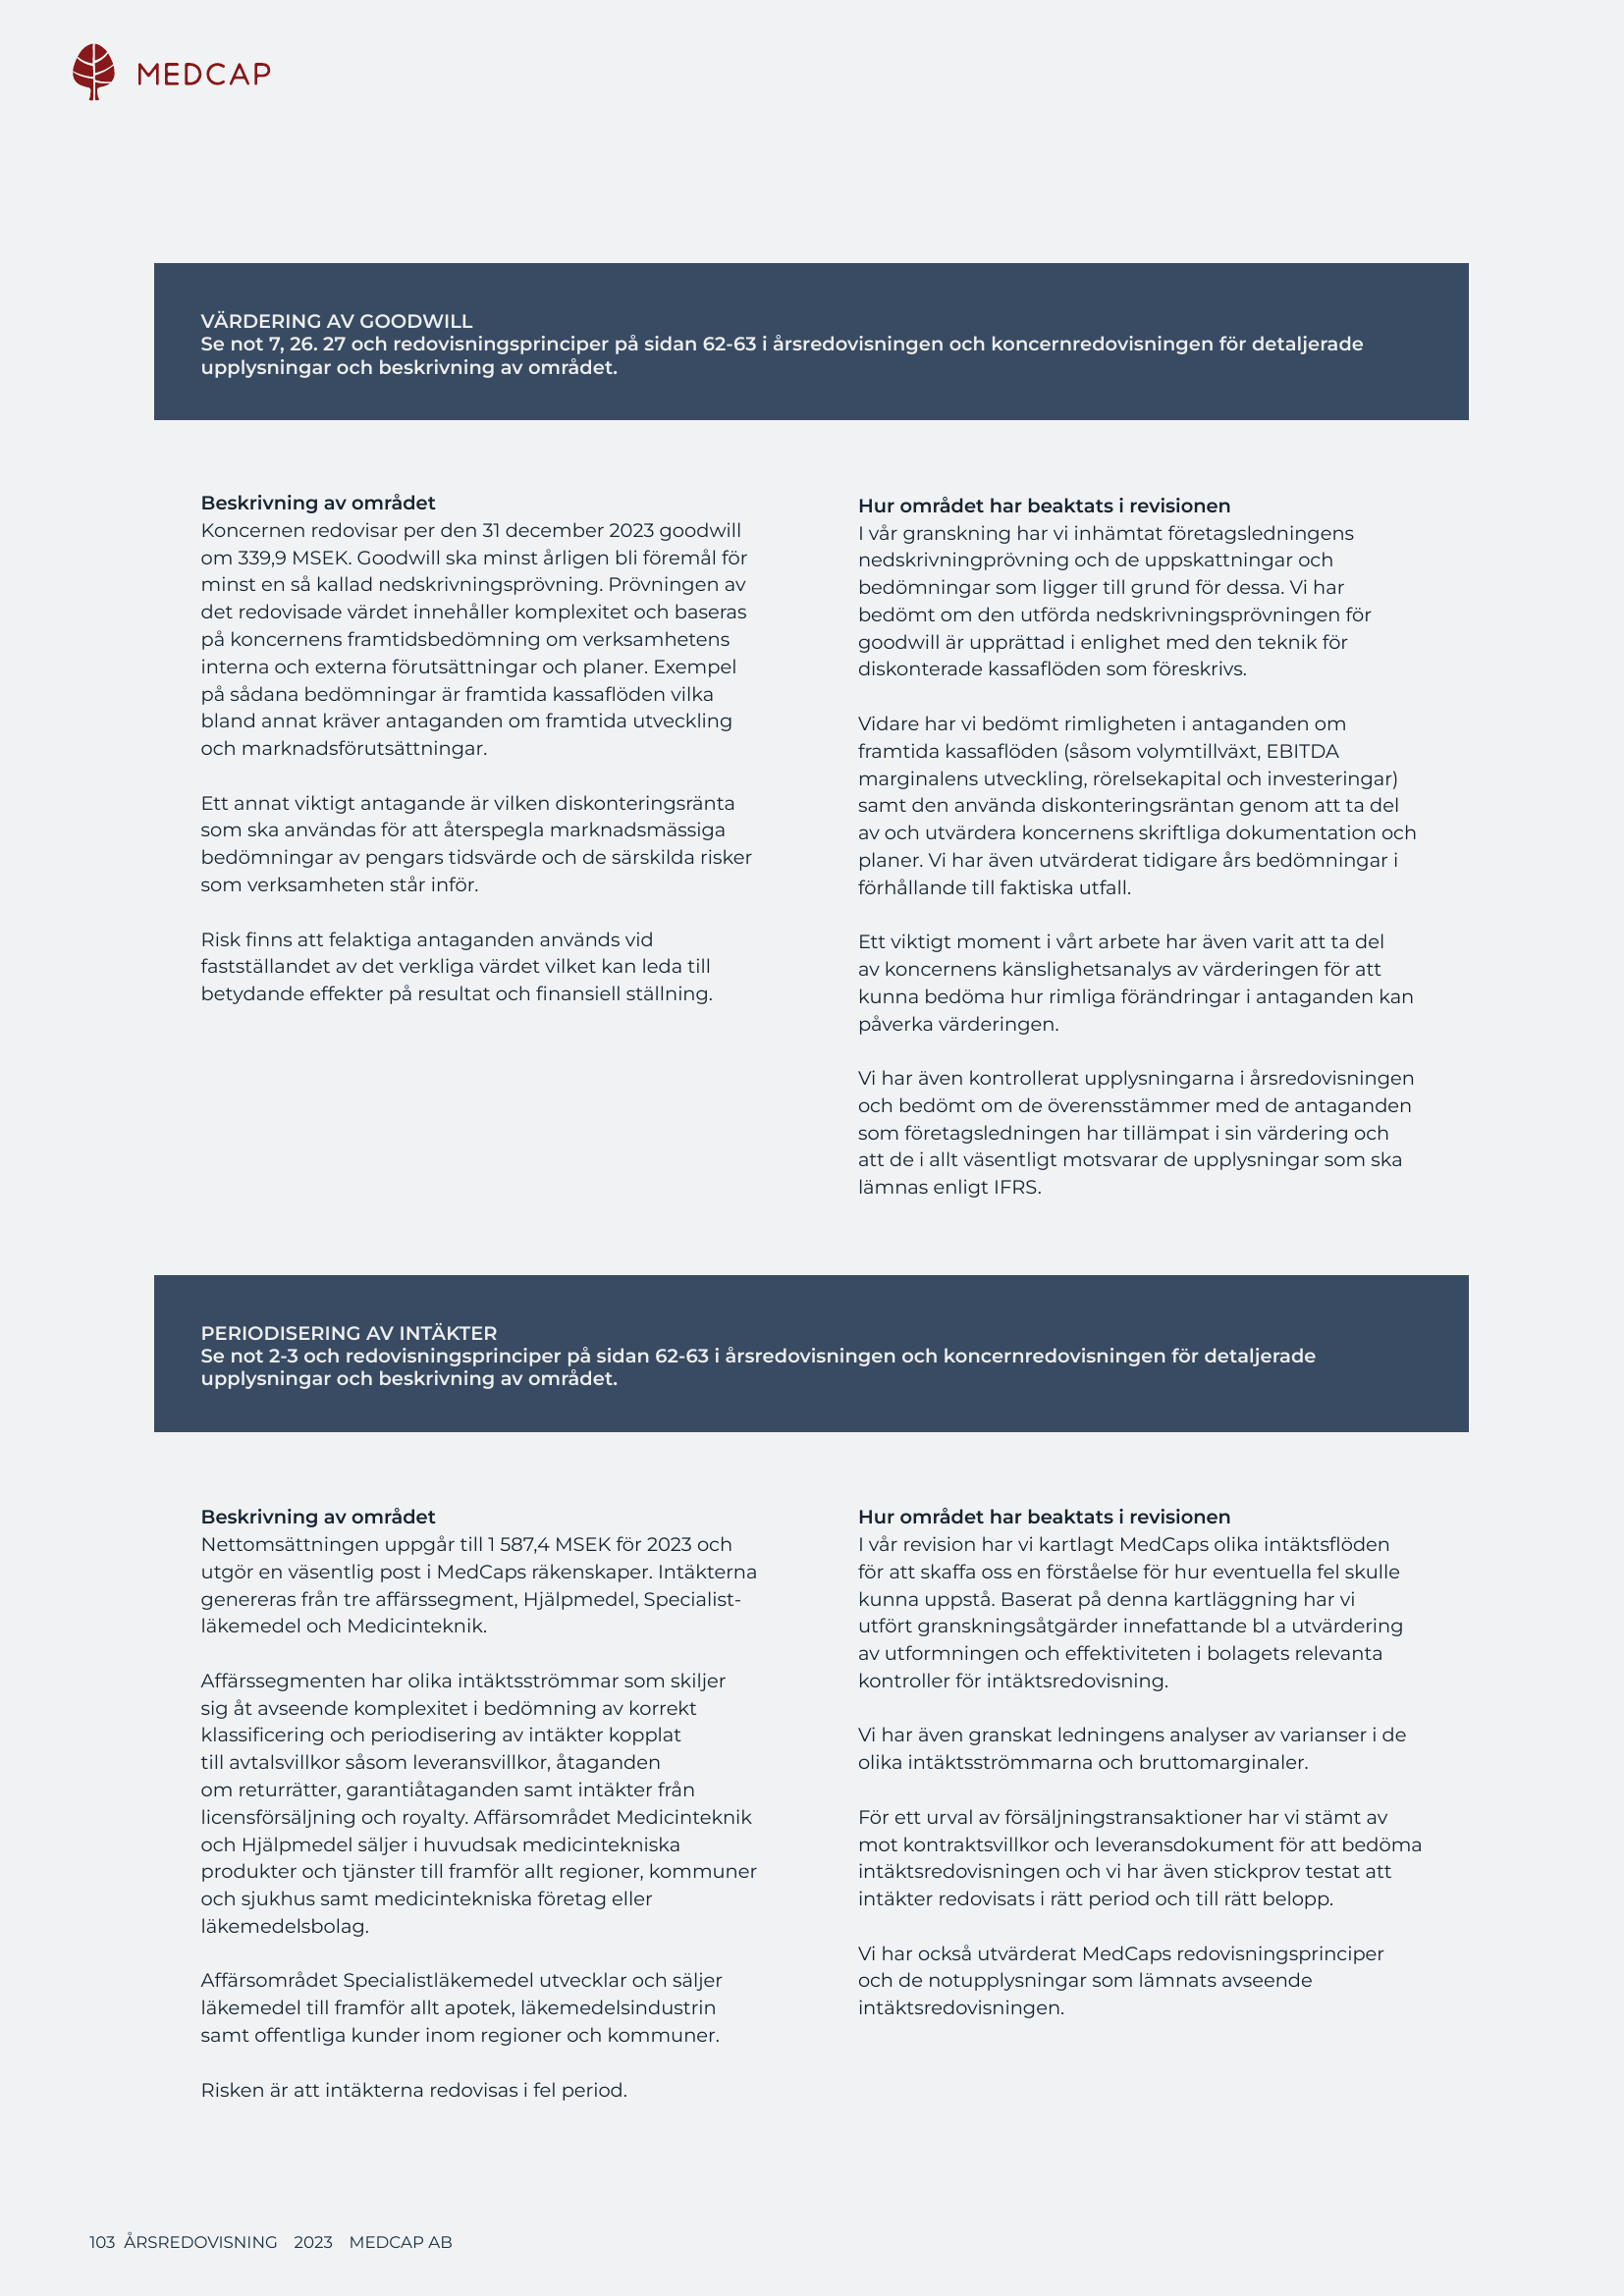 MEDCAP
VÄRDERING AV GOODWILL
Se not 7, 26. 27 och redovisningsprinciper på sidan 62-63 i årsredovisningen och koncernredovisningen för detaljerade
upplysningar och beskrivning av området.
Beskrivning av området
Koncernen redovisar per den 31 december 2023 goodwill
om 339,9 MSEK. Goodwill ska minst årligen bli föremål för
minst en så kallad nedskrivningsprövning. Prövningen av
det redovisade värdet innehåller komplexitet och baseras
på koncernens framtidsbedömning om verksamhetens
interna och externa förutsättningar och planer. Exempel
på sådana bedömningar är framtida kassaflöden vilka
bland annat kräver antaganden om framtida utveckling
och marknadsförutsättningar.
Ett annat viktigt antagande är vilken diskonteringsränta
som ska användas för att återspegla marknadsmässiga
bedömningar av pengars tidsvärde och de särskilda risker
som verksamheten står inför.
Risk finns att felaktiga antaganden används vid
fastställandet av det verkliga värdet vilket kan leda till
betydande effekter på resultat och finansiell ställning.
Hur området har beaktats i revisionen
I vår granskning har vi inhämtat företagsledningens
nedskrivningprövning och de uppskattningar och
bedömningar som ligger till grund för dessa. Vi har
bedömt om den utförda nedskrivningsprövningen för
goodwill är upprättad i enlighet med den teknik för
diskonterade kassaflöden som föreskrivs.
Vidare har vi bedömt rimligheten i antaganden om
framtida kassaflöden (såsom volymtillväxt, EBITDA
marginalens utveckling, rörelsekapital och investeringar)
samt den använda diskonteringsräntan genom att ta del
av och utvärdera koncernens skriftliga dokumentation och
planer. Vi har även utvärderat tidigare års bedömningar i
förhållande till faktiska utfall.
Ett viktigt moment i vårt arbete har även varit att ta del
av koncernens känslighetsanalys av värderingen för att
kunna bedöma hur rimliga förändringar i antaganden kan
påverka värderingen.
Vi har även kontrollerat upplysningarna i årsredovisningen
och bedömt om de överensstämmer med de antaganden
som företagsledningen har tillämpat i sin värdering och
att de i allt väsentligt motsvarar de upplysningar som ska
lämnas enligt IFRS.
PERIODISERING AV INTÄKTER
Se not 2-3 och redovisningsprinciper på sidan 62-63 i årsredovisningen och koncernredovisningen för detaljerade
upplysningar och beskrivning av området.
Beskrivning av området
Nettomsättningen uppgår till 1 587,4 MSEK för 2023 och
utgör en väsentlig post i MedCaps räkenskaper. Intäkterna
genereras från tre affärssegment, Hjälpmedel, Specialist-
läkemedel och Medicinteknik.
Affärssegmenten har olika intäktsströmmar som skiljer
sig åt avseende komplexitet i bedömning av korrekt
klassificering och periodisering av intäkter kopplat
till avtalsvillkor såsom leveransvillkor, åtaganden
om returrätter, garantiåtaganden samt intäkter från
licensförsäljning och royalty. Affärsområdet Medicinteknik
och Hjälpmedel säljer i huvudsak medicintekniska
produkter och tjänster till framför allt regioner, kommuner
och sjukhus samt medicintekniska företag eller
läkemedelsbolag.
Affärsområdet Specialistläkemedel utvecklar och säljer
läkemedel till framför allt apotek, läkemedelsindustrin
samt offentliga kunder inom regioner och kommuner.
Risken är att intäkterna redovisas i fel period.
Hur området har beaktats i revisionen
I vår revision har vi kartlagt MedCaps olika intäktsflöden
för att skaffa oss en förståelse för hur eventuella fel skulle
kunna uppstå. Baserat på denna kartläggning har vi
utfört granskningsåtgärder innefattande bl a utvärdering
av utformningen och effektiviteten i bolagets relevanta
kontroller för intäktsredovisning.
Vi har även granskat ledningens analyser av varianser i de
olika intäktsströmmarna och bruttomarginaler.
För ett urval av försäljningstransaktioner har vi stämt av
mot kontraktsvillkor och leveransdokument för att bedöma
intäktsredovisningen och vi har även stickprov testat att
intäkter redovisats i rätt period och till rätt belopp.
Vi har också utvärderat MedCaps redovisningsprinciper
och de notupplysningar som lämnats avseende
intäktsredovisningen.
103 ÅRSREDOVISNING 2023 MEDCAP AB